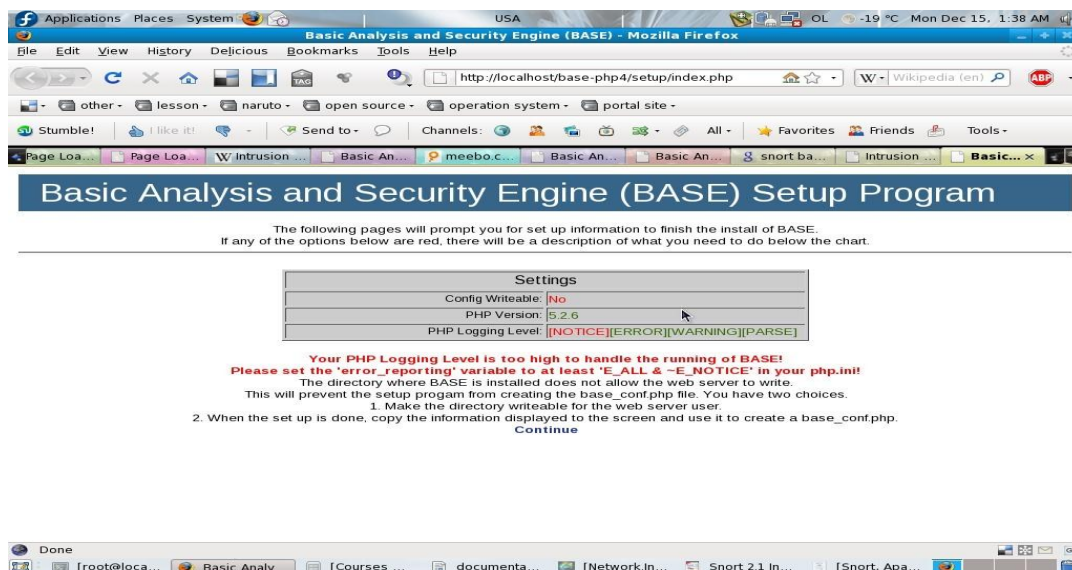 Applications Places System USA OL -19 °C Mon Dec 15, 1:38 AM
Basic Analysis and Security Engine (BASE) - Mozilla Firefox
File Edit View History Delicious Bookmarks Tools Help
TAG http://localhost/base-php4/setup/index.php W Wikipedia (en) ABP
other lesson naruto open source operation system portal site
Stumble! I like it! Send to Channels: All Favorites Friends Tools
Page Loa... Page Loa... Intrusion ... Basic An... meebo.c... Basic An... Basic An... snort ba... Intrusion ... Basic...
Basic Analysis and Security Engine (BASE) Setup Program
The following pages will prompt you for set up information to finish the install of BASE.
If any of the options below are red, there will be a description of what you need to do below the chart.
Settings
Config Writeable: No
PHP Version: 5.2.6
PHP Logging Level: [NOTICE][ERROR][WARNING][PARSE]
Your PHP Logging Level is too high to handle the running of BASE!
Please set the 'error_reporting' variable to at least 'E_ALL & ~E_NOTICE' in your php.ini!
The directory where BASE is installed does not allow the web server to write.
This will prevent the setup progam from creating the base_conf.php file. You have two choices.
1. Make the directory writeable for the web server user.
2. When the set up is done, copy the information displayed to the screen and use it to create a base_conf.php.
Continue
Done
[root@loca... Basic Analy... [Courses ... documenta... [Network.In... Snort 2.1 In... [Snort, Apa...